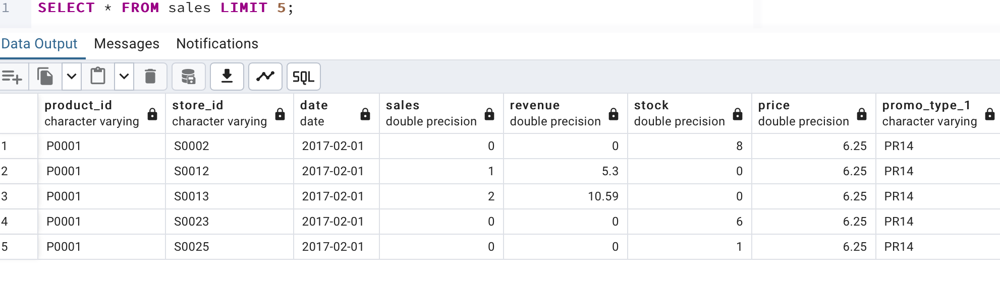 1 SELECT * FROM sales LIMIT 5;
Data Output Messages Notifications
SQL
product_id store_id date sales revenue stock price promo_type_1
character varying character varying date double precision double precision double precision double precision character varying
1 P0001 S0002 2017-02-01 0 0 8 6.25 PR14
2 P0001 S0012 2017-02-01 1 5.3 0 6.25 PR14
3 P0001 S0013 2017-02-01 2 10.59 0 6.25 PR14
4 P0001 S0023 2017-02-01 0 0 6 6.25 PR14
5 P0001 S0025 2017-02-01 0 0 1 6.25 PR14